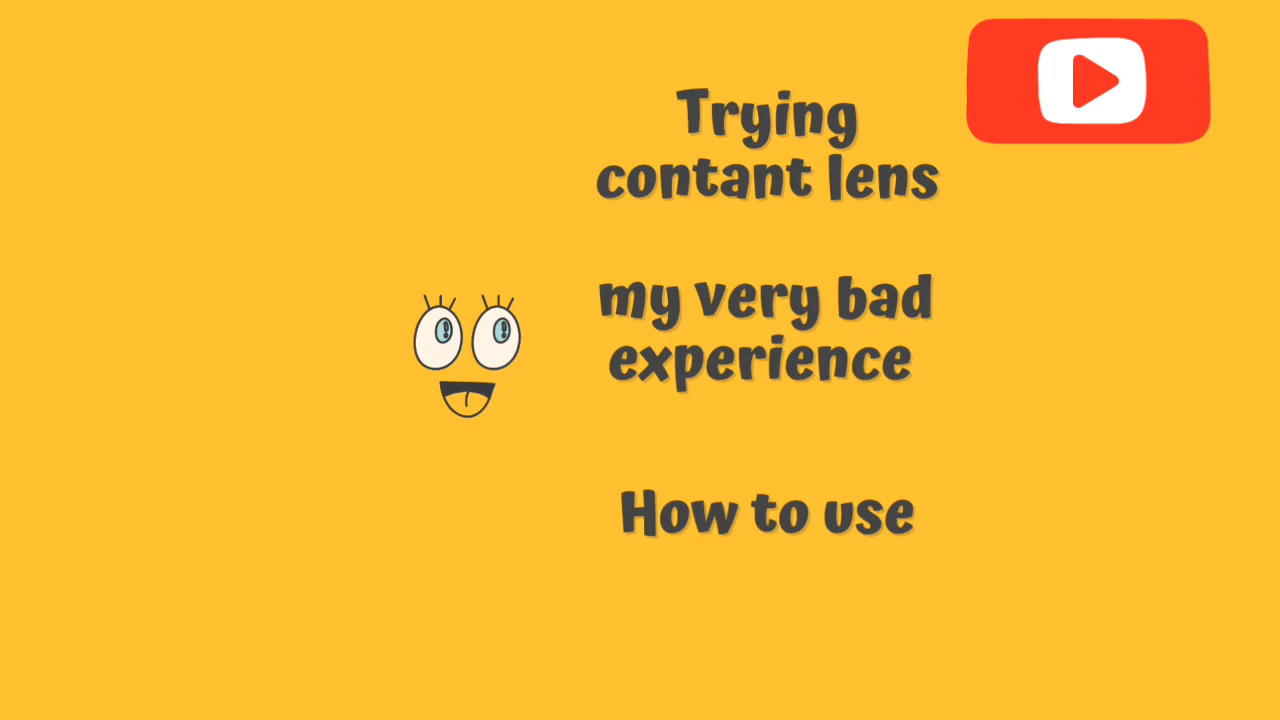 Trying
contant lens
my very bad
experience
How to use